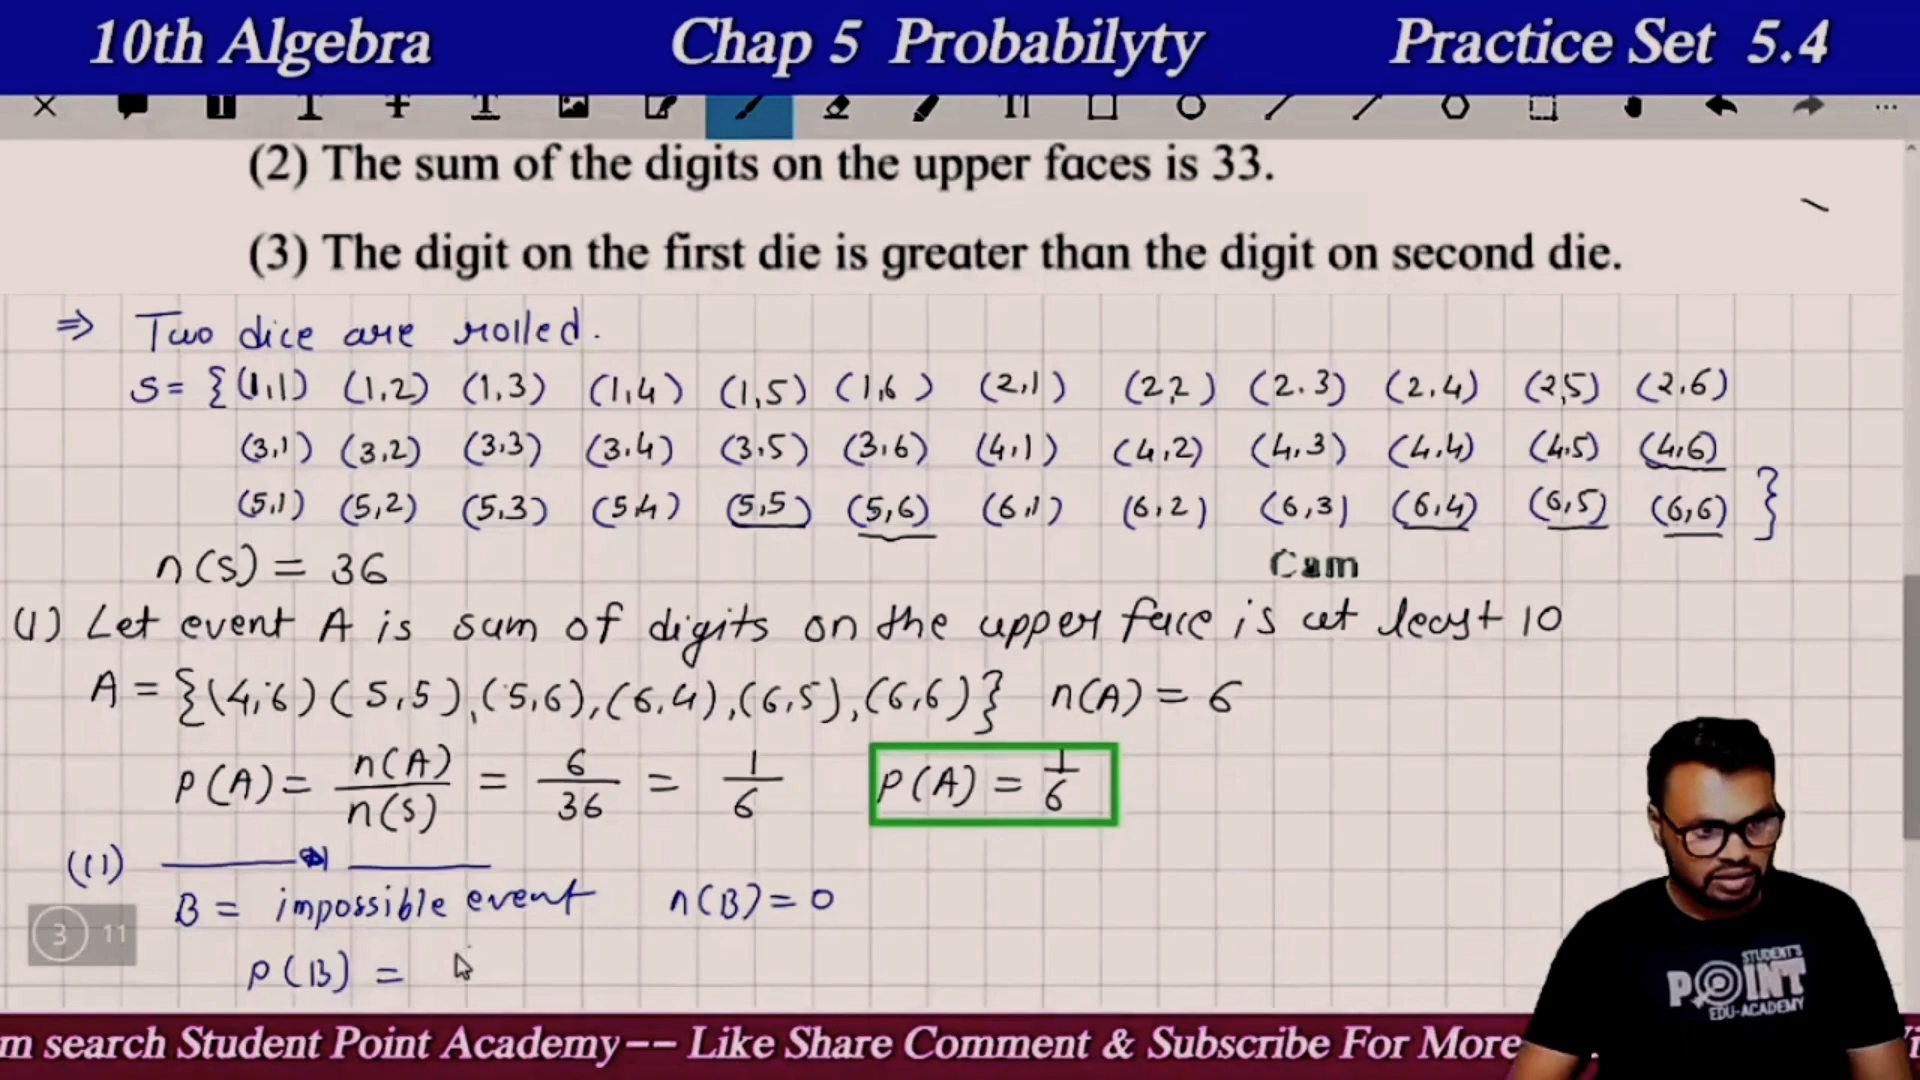 10th Algebra Chap 5 Probabilyty Practice Set 5.4
(2) The sum of the digits on the upper faces is 33.
(3) The digit on the first die is greater than the digit on second die.
⇒ Two dice are rolled.
S = {(1,1) (1,2) (1,3) (1,4) (1,5) (1,6) (2,1) (2,2) (2.3) (2,4) (2,5) (2,6)
(3,1) (3,2) (3,3) (3,4) (3,5) (3,6) (4,1) (4,2) (4,3) (4,4) (4,5) (4,6)
(5,1) (5,2) (5,3) (5,4) (5,5) (5,6) (6,1) (6,2) (6,3) (6,4) (6,5) (6,6) }
n(S) = 36
Cam
(1) Let event A is sum of digits on the upper face is at least 10
A = {(4,6) (5,5), (5,6), (6,4), (6,5), (6,6)} n(A) = 6
P(A) = n(A)/n(S) = 6/36 = 1/6 P(A) = 1/6
(11)
B = impossible event n(B) = 0
P(B) =
3 11
STUDENT'S
POINT
EDU-ACADEMY
m search Student Point Academy-- Like Share Comment & Subscribe For More